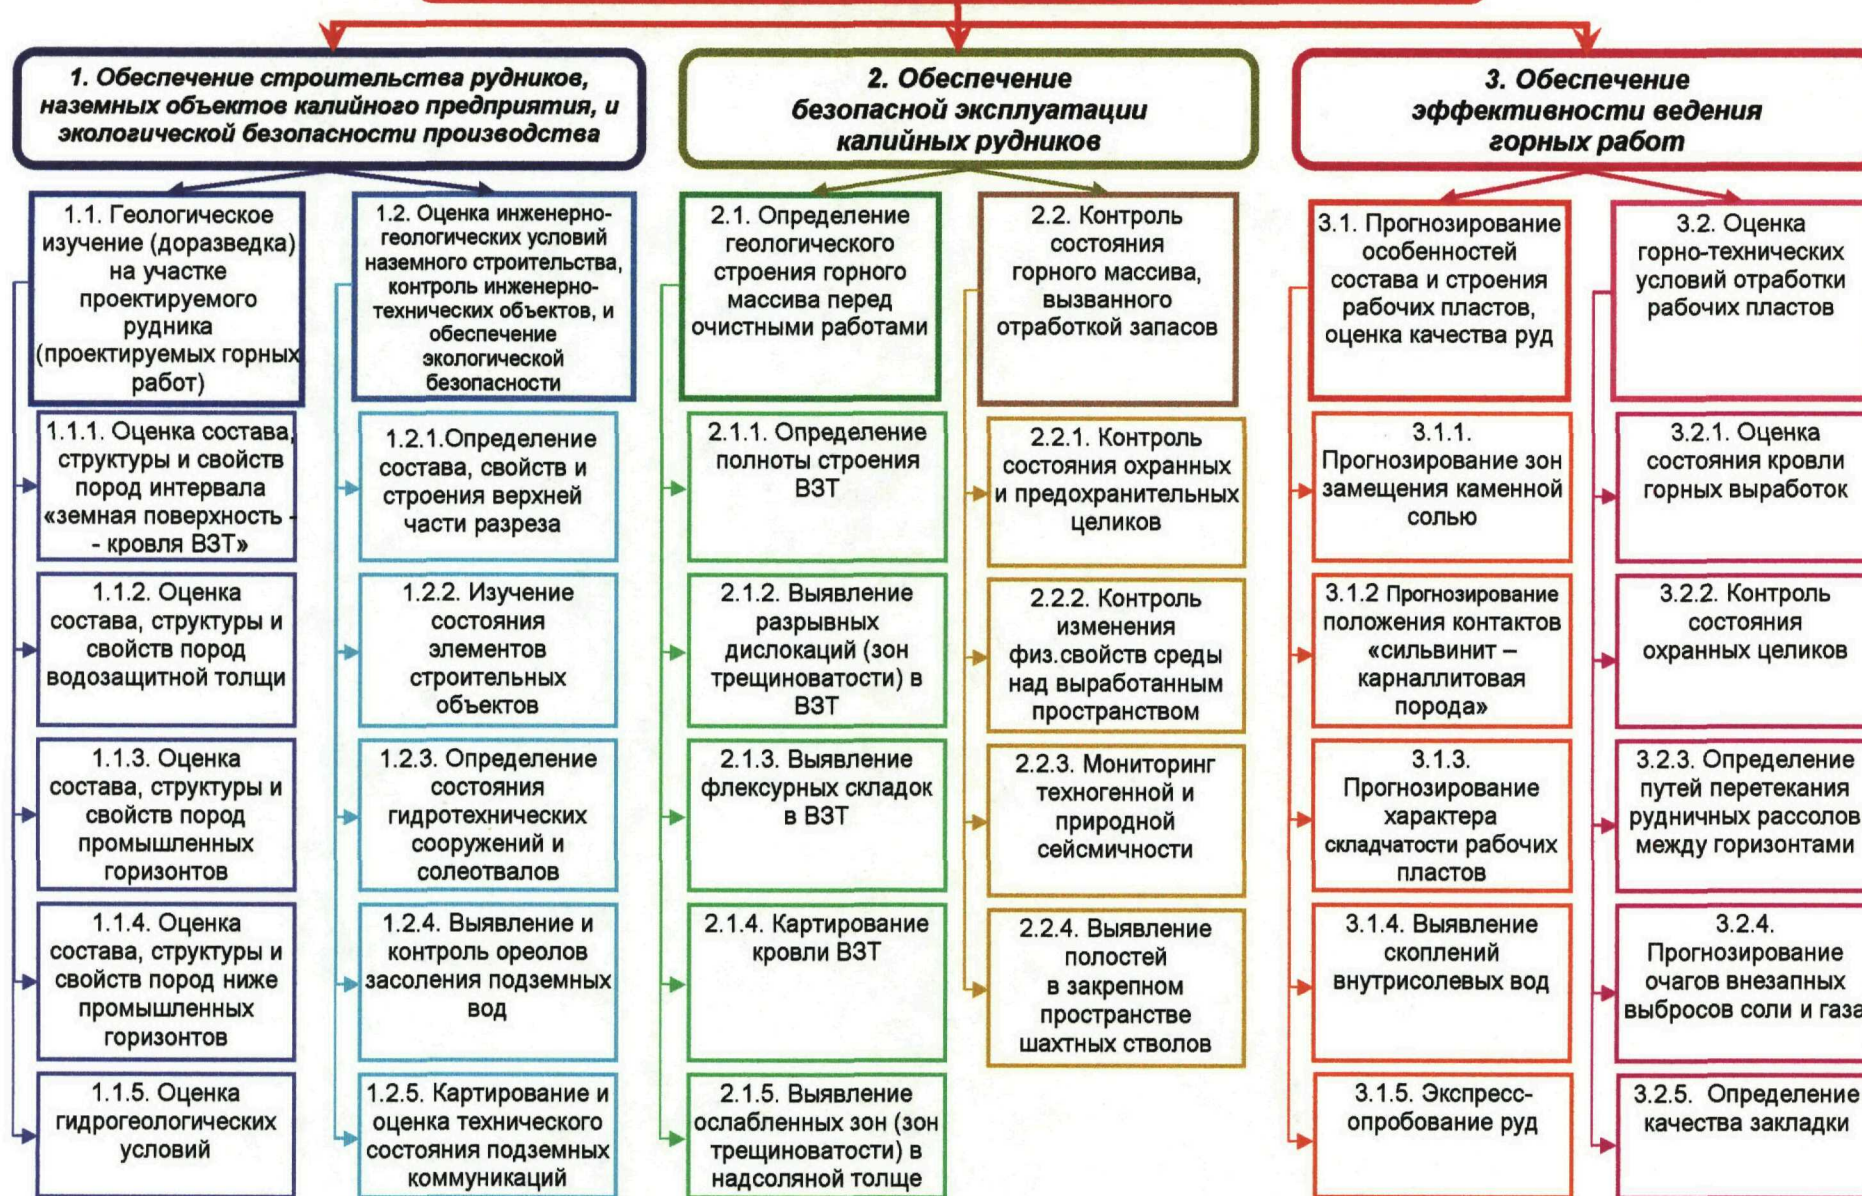 1. Обеспечение строительства рудников,
наземных объектов калийного предприятия, и
экологической безопасности производства
2. Обеспечение
безопасной эксплуатации
калийных рудников
3. Обеспечение
эффективности ведения
горных работ
1.1. Геологическое
изучение (доразведка)
на участке
проектируемого
рудника
(проектируемых горных
работ)
1.2. Оценка инженерно-
геологических условий
наземного строительства,
контроль инженерно-
технических объектов, и
обеспечение
экологической
безопасности
2.1. Определение
геологического
строения горного
массива перед
очистными работами
2.2. Контроль
состояния
горного массива,
вызванного
отработкой запасов
3.1. Прогнозирование
особенностей
состава и строения
рабочих пластов,
оценка качества руд
3.2. Оценка
горно-технических
условий отработки
рабочих пластов
1.1.1. Оценка состава,
структуры и свойств
пород интервала
«земная поверхность -
- кровля ВЗТ»
1.2.1.Определение
состава, свойств и
строения верхней
части разреза
2.1.1. Определение
полноты строения
ВЗТ
2.2.1. Контроль
состояния охранных
и предохранительных
целиков
3.1.1.
Прогнозирование зон
замещения каменной
солью
3.2.1. Оценка
состояния кровли
горных выработок
1.1.2. Оценка
состава, структуры и
свойств пород
водозащитной толщи
1.2.2. Изучение
состояния
элементов
строительных
объектов
2.1.2. Выявление
разрывных
дислокаций (зон
трещиноватости) в
ВЗТ
2.2.2. Контроль
изменения
физ.свойств среды
над выработанным
пространством
3.1.2 Прогнозирование
положения контактов
«сильвинит –
карналлитовая
порода»
3.2.2. Контроль
состояния
охранных целиков
1.1.3. Оценка
состава, структуры и
свойств пород
промышленных
горизонтов
1.2.3. Определение
состояния
гидротехнических
сооружений и
солеотвалов
2.1.3. Выявление
флексурных складок
в ВЗТ
2.2.3. Мониторинг
техногенной и
природной
сейсмичности
3.1.3.
Прогнозирование
характера
складчатости рабочих
пластов
3.2.3. Определение
путей перетекания
рудничных рассолов
между горизонтами
1.1.4. Оценка
состава, структуры и
свойств пород ниже
промышленных
горизонтов
1.2.4. Выявление и
контроль ореолов
засоления подземных
вод
2.1.4. Картирование
кровли ВЗТ
2.2.4. Выявление
полостей
в закрепном
пространстве
шахтных стволов
3.1.4. Выявление
скоплений
внутрисолевых вод
3.2.4.
Прогнозирование
очагов внезапных
выбросов соли и газа
1.1.5. Оценка
гидрогеологических
условий
1.2.5. Картирование и
оценка технического
состояния подземных
коммуникаций
2.1.5. Выявление
ослабленных зон (зон
трещиноватости) в
надсоляной толще
3.1.5. Экспресс-
опробование руд
3.2.5. Определение
качества закладки